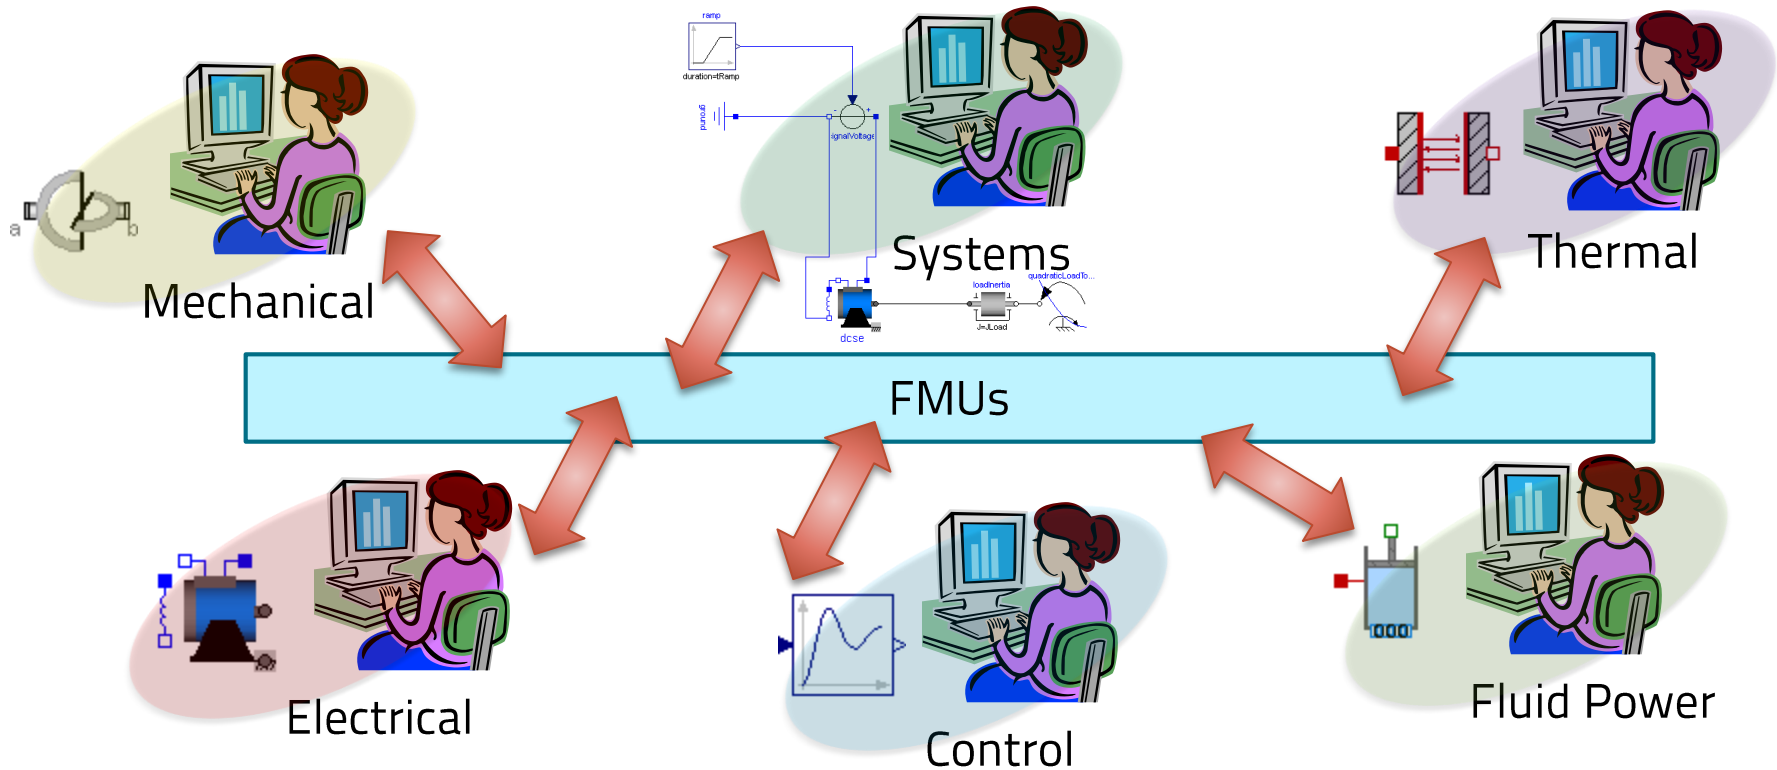 ramp
duration=tRamp
ground
-
+
signalVoltage
a
b
Mechanical
Systems
Thermal
quadraticLoadTo...
loadInertia
J=JLoad
dcse
FMUs
Electrical
Control
Fluid Power